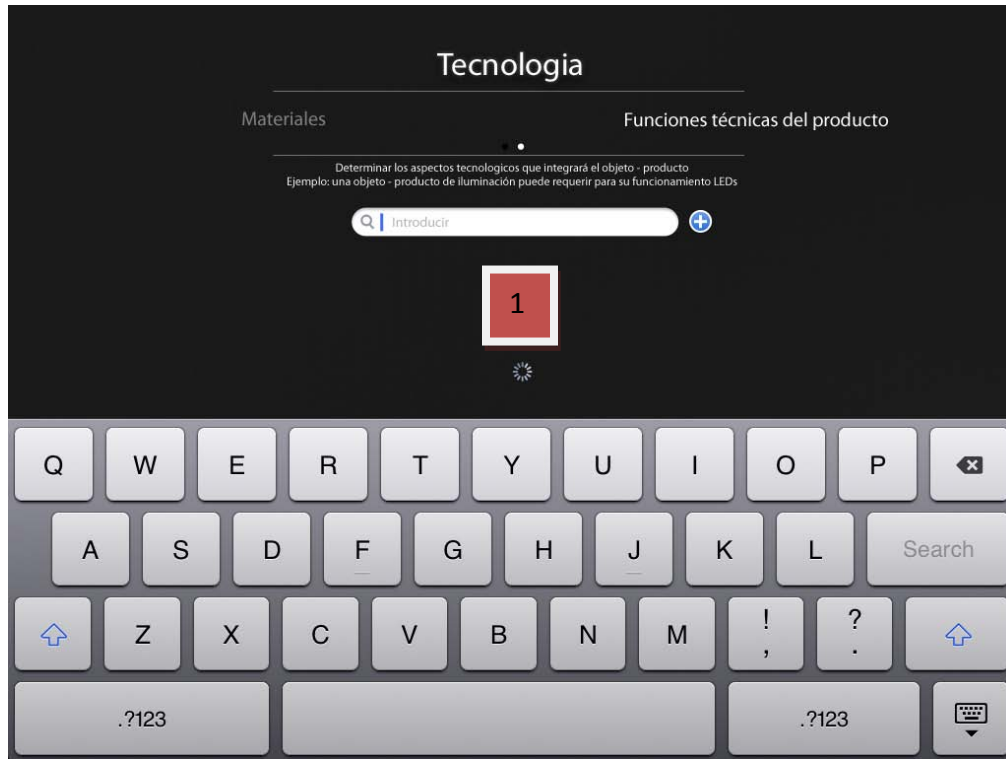 Tecnologia
Materiales
Funciones técnicas del producto
Determinar los aspectos tecnologicos que integrará el objeto - producto
Ejemplo: una objeto - producto de iluminación puede requerir para su funcionamiento LEDs
Introducir
1
Q W E R T Y U I O P
A S D F G H J K L Search
Z X C V B N M ! , ? .
.?123 .?123